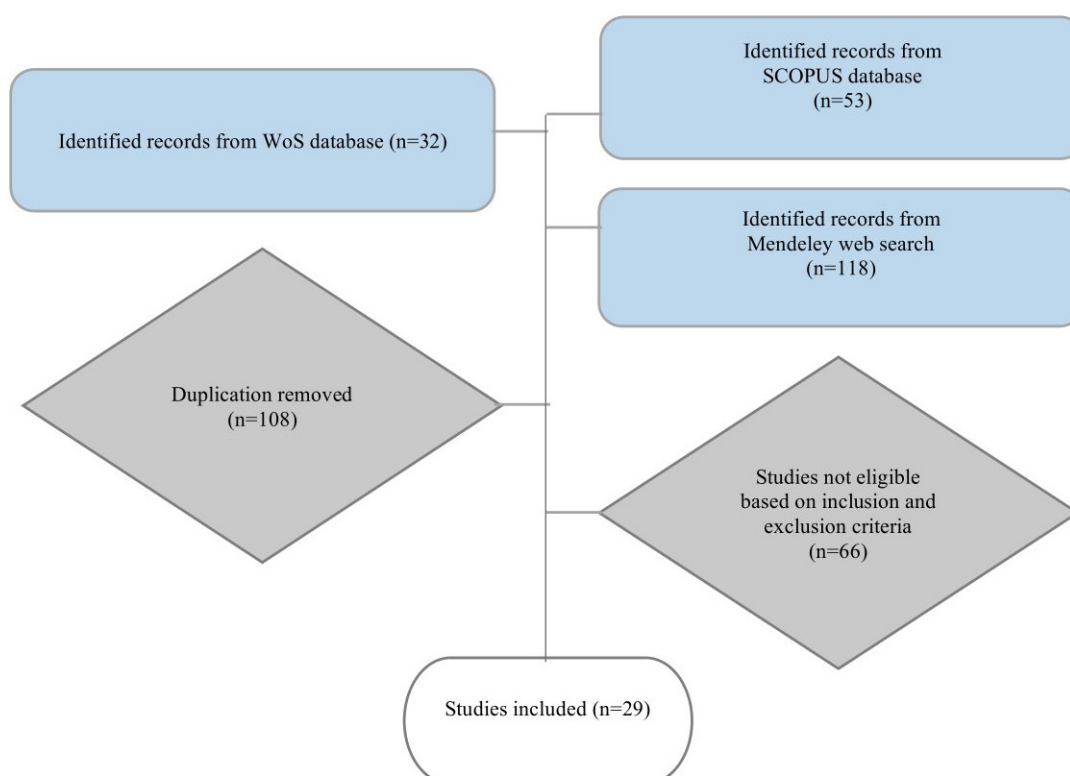 Identified records from
SCOPUS database
(n=53)
Identified records from WoS database (n=32)
Identified records from
Mendeley web search
(n=118)
Duplication removed
(n=108)
Studies not eligible
based on inclusion and
exclusion criteria
(n=66)
Studies included (n=29)